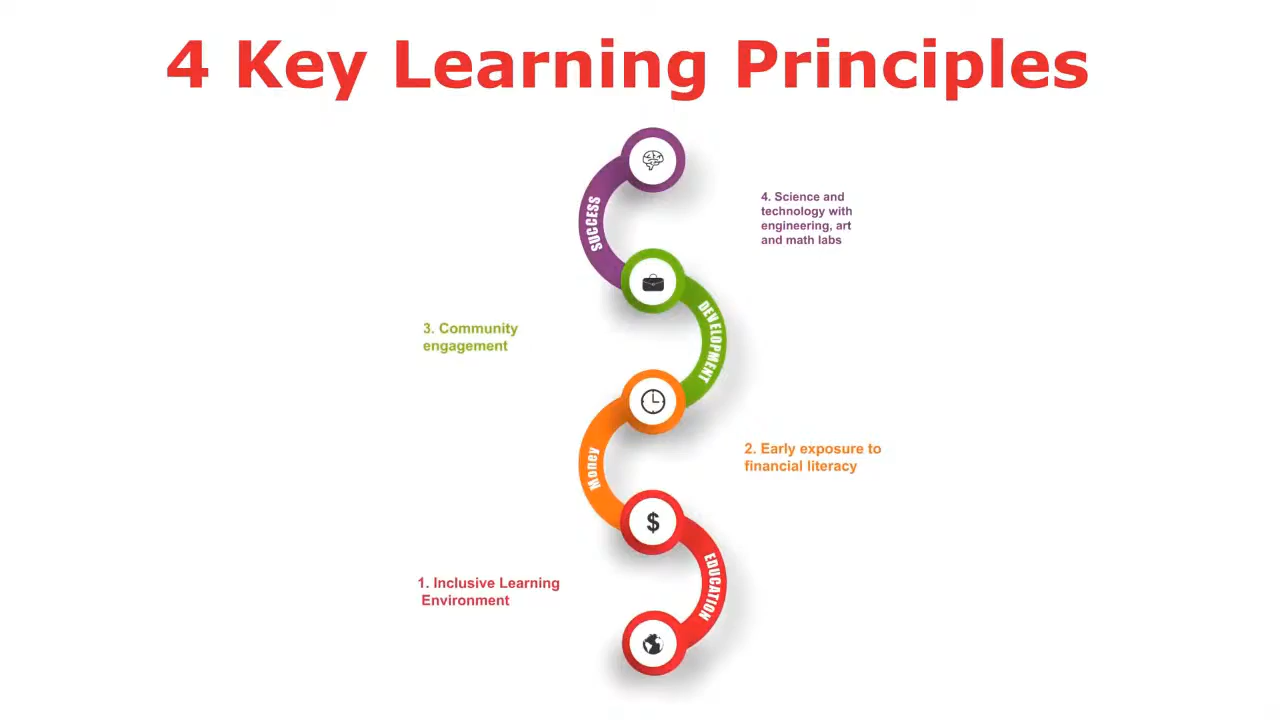 4 Key Learning Principles
SUCCESS
4. Science and
technology with
engineering, art
and math labs
3. Community
engagement
DEVELOPMENT
Money
2. Early exposure to
financial literacy
$
1. Inclusive Learning
Environment
EDUCATION